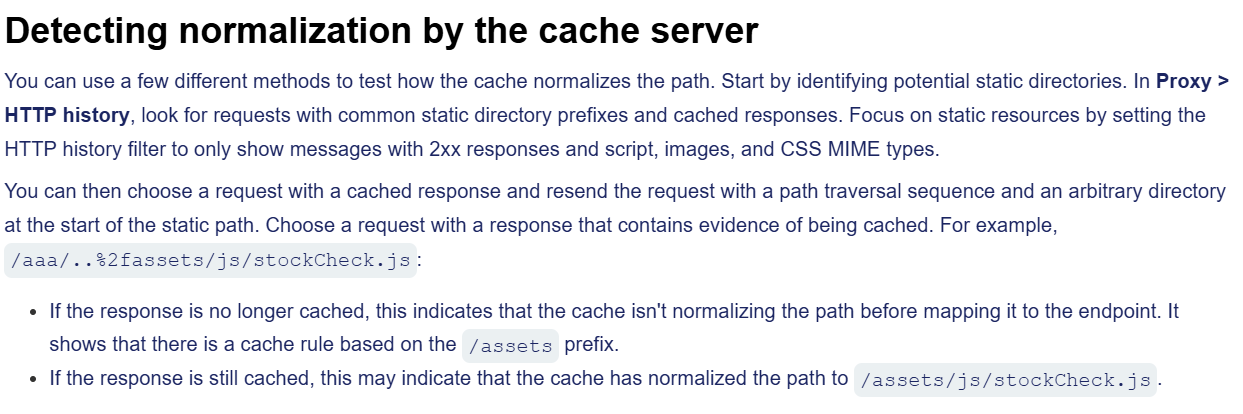 Detecting normalization by the cache server
You can use a few different methods to test how the cache normalizes the path. Start by identifying potential static directories. In Proxy >
HTTP history, look for requests with common static directory prefixes and cached responses. Focus on static resources by setting the
HTTP history filter to only show messages with 2xx responses and script, images, and CSS MIME types.
You can then choose a request with a cached response and resend the request with a path traversal sequence and an arbitrary directory
at the start of the static path. Choose a request with a response that contains evidence of being cached. For example,
/aaa/..%2fassets/js/stockCheck.js:
• If the response is no longer cached, this indicates that the cache isn't normalizing the path before mapping it to the endpoint. It
shows that there is a cache rule based on the /assets prefix.
• If the response is still cached, this may indicate that the cache has normalized the path to /assets/js/stockCheck.js.